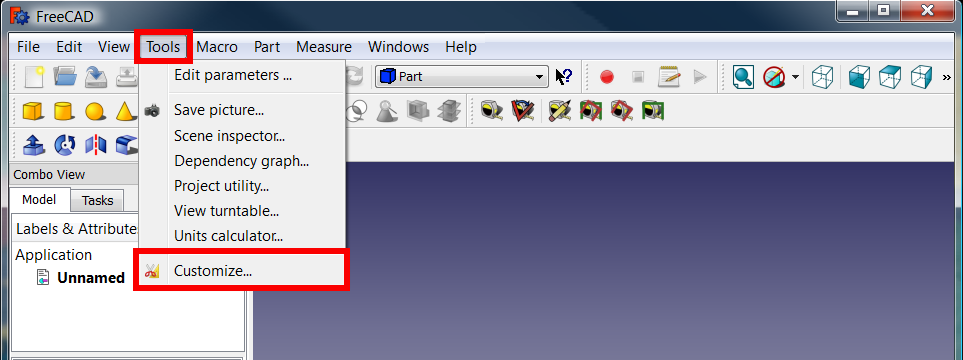 FreeCAD
File Edit View Tools Macro Part Measure Windows Help
Part
»
Edit parameters ...
Save picture...
Scene inspector...
Dependency graph...
Project utility...
View turntable...
Units calculator...
Customize...
Combo View
Model Tasks
Labels & Attribute
Application
Unnamed